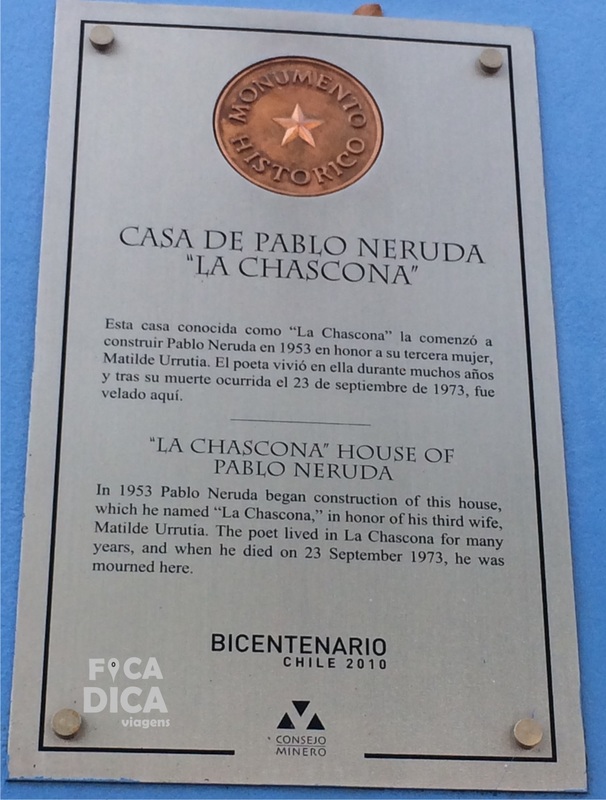 MONUMENTO
HISTORICO
CASA DE PABLO NERUDA
"LA CHASCONA"
Esta casa conocida como "La Chascona" la comenzó a
construir Pablo Neruda en 1953 en honor a su tercera mujer,
Matilde Urrutia. El poeta vivió en ella durante muchos años
y tras su muerte ocurrida el 23 de septiembre de 1973, fue
velado aquí.
"LA CHASCONA" HOUSE OF
PABLO NERUDA
In 1953 Pablo Neruda began construction of this house,
which he named "La Chascona," in honor of his third wife,
Matilde Urrutia. The poet lived in La Chascona for many
years, and when he died on 23 September 1973, he was
mourned here.
BICENTENARIO
CHILE 2010
FICA
DICA
viagens
CONSEJO
MINERO